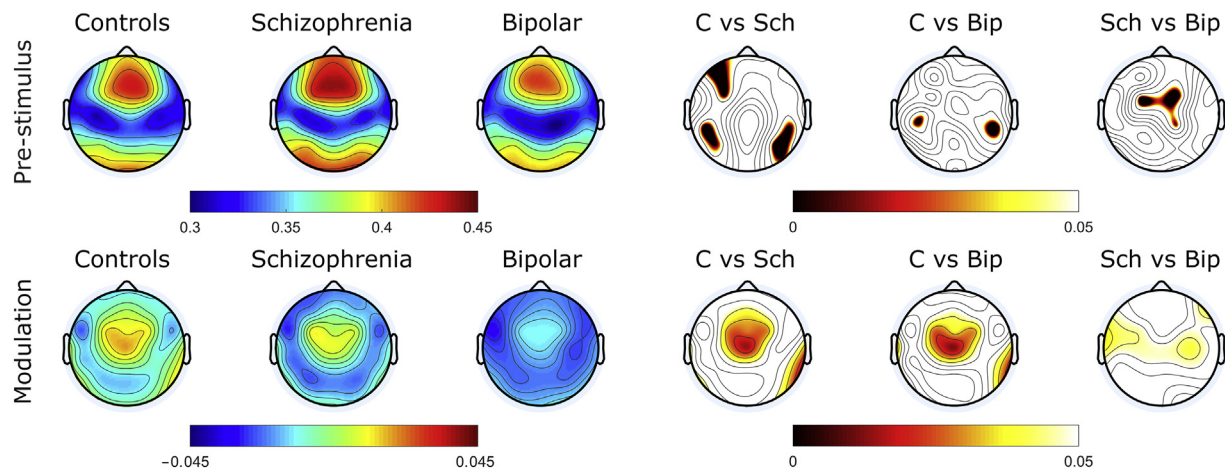 Controls Schizophrenia Bipolar C vs Sch C vs Bip Sch vs Bip
Pre-stimulus
0.3 0.35 0.4 0.45 0 0.05
Controls Schizophrenia Bipolar C vs Sch C vs Bip Sch vs Bip
Modulation
−0.045 0.045 0 0.05